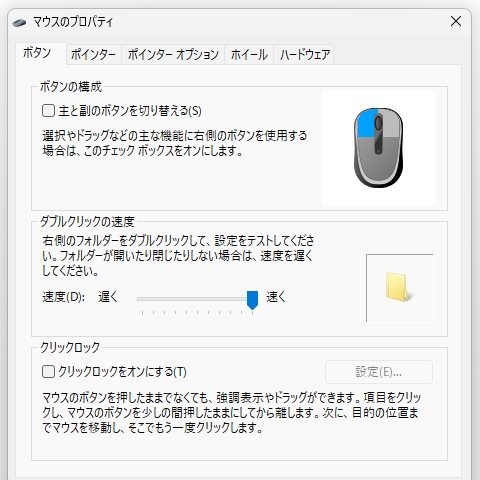 マウスのプロパティ
ボタン ポインター ポインター オプション ホイール ハードウェア
ボタンの構成
主と副のボタンを切り替える(S)
選択やドラッグなどの主な機能に右側のボタンを使用する
場合は、このチェック ボックスをオンにします。
ダブルクリックの速度
右側のフォルダーをダブルクリックして、設定をテストしてくださ
い。フォルダーが開いたり閉じたりしない場合は、速度を遅く
してください。
速度(D): 遅く 速く
クリックロック
クリックロックをオンにする(T) 設定(E)...
マウスのボタンを押したままでなくても、強調表示やドラッグができます。項目をクリッ
クし、マウスのボタンを少しの間押したままにしてから離します。次に、目的の位置ま
でマウスを移動し、そこでもう一度クリックします。